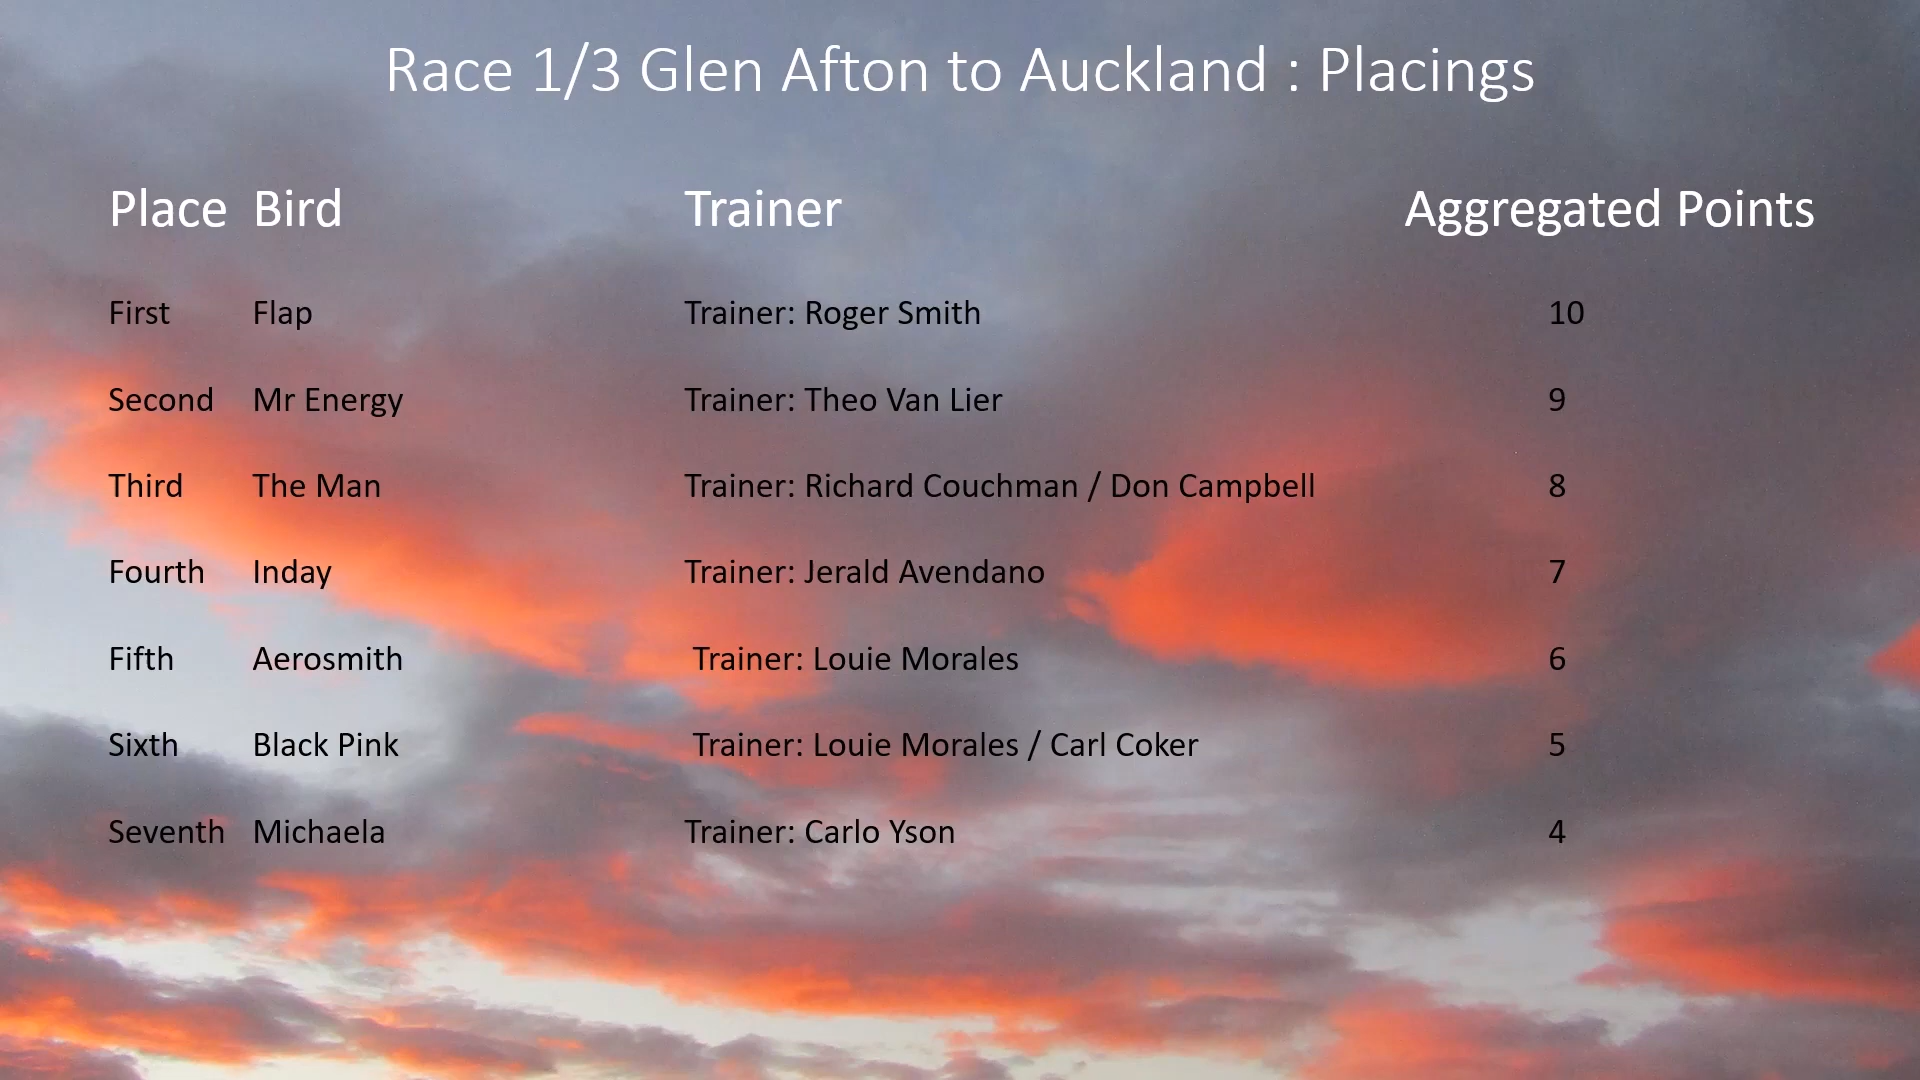 Race 1/3 Glen Afton to Auckland : Placings
Place Bird Trainer Aggregated Points
First Flap Trainer: Roger Smith 10
Second Mr Energy Trainer: Theo Van Lier 9
Third The Man Trainer: Richard Couchman / Don Campbell 8
Fourth Inday Trainer: Jerald Avendano 7
Fifth Aerosmith Trainer: Louie Morales 6
Sixth Black Pink Trainer: Louie Morales / Carl Coker 5
Seventh Michaela Trainer: Carlo Yson 4